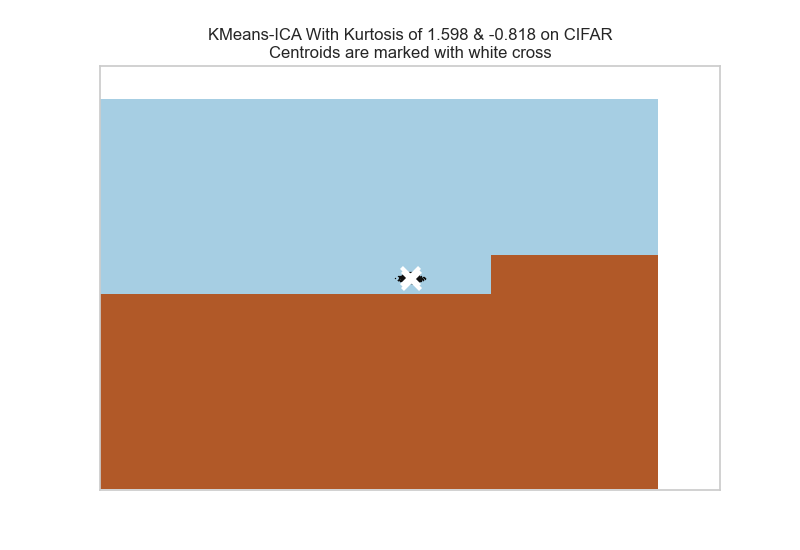 KMeans-ICA With Kurtosis of 1.598 & -0.818 on CIFAR
Centroids are marked with white cross